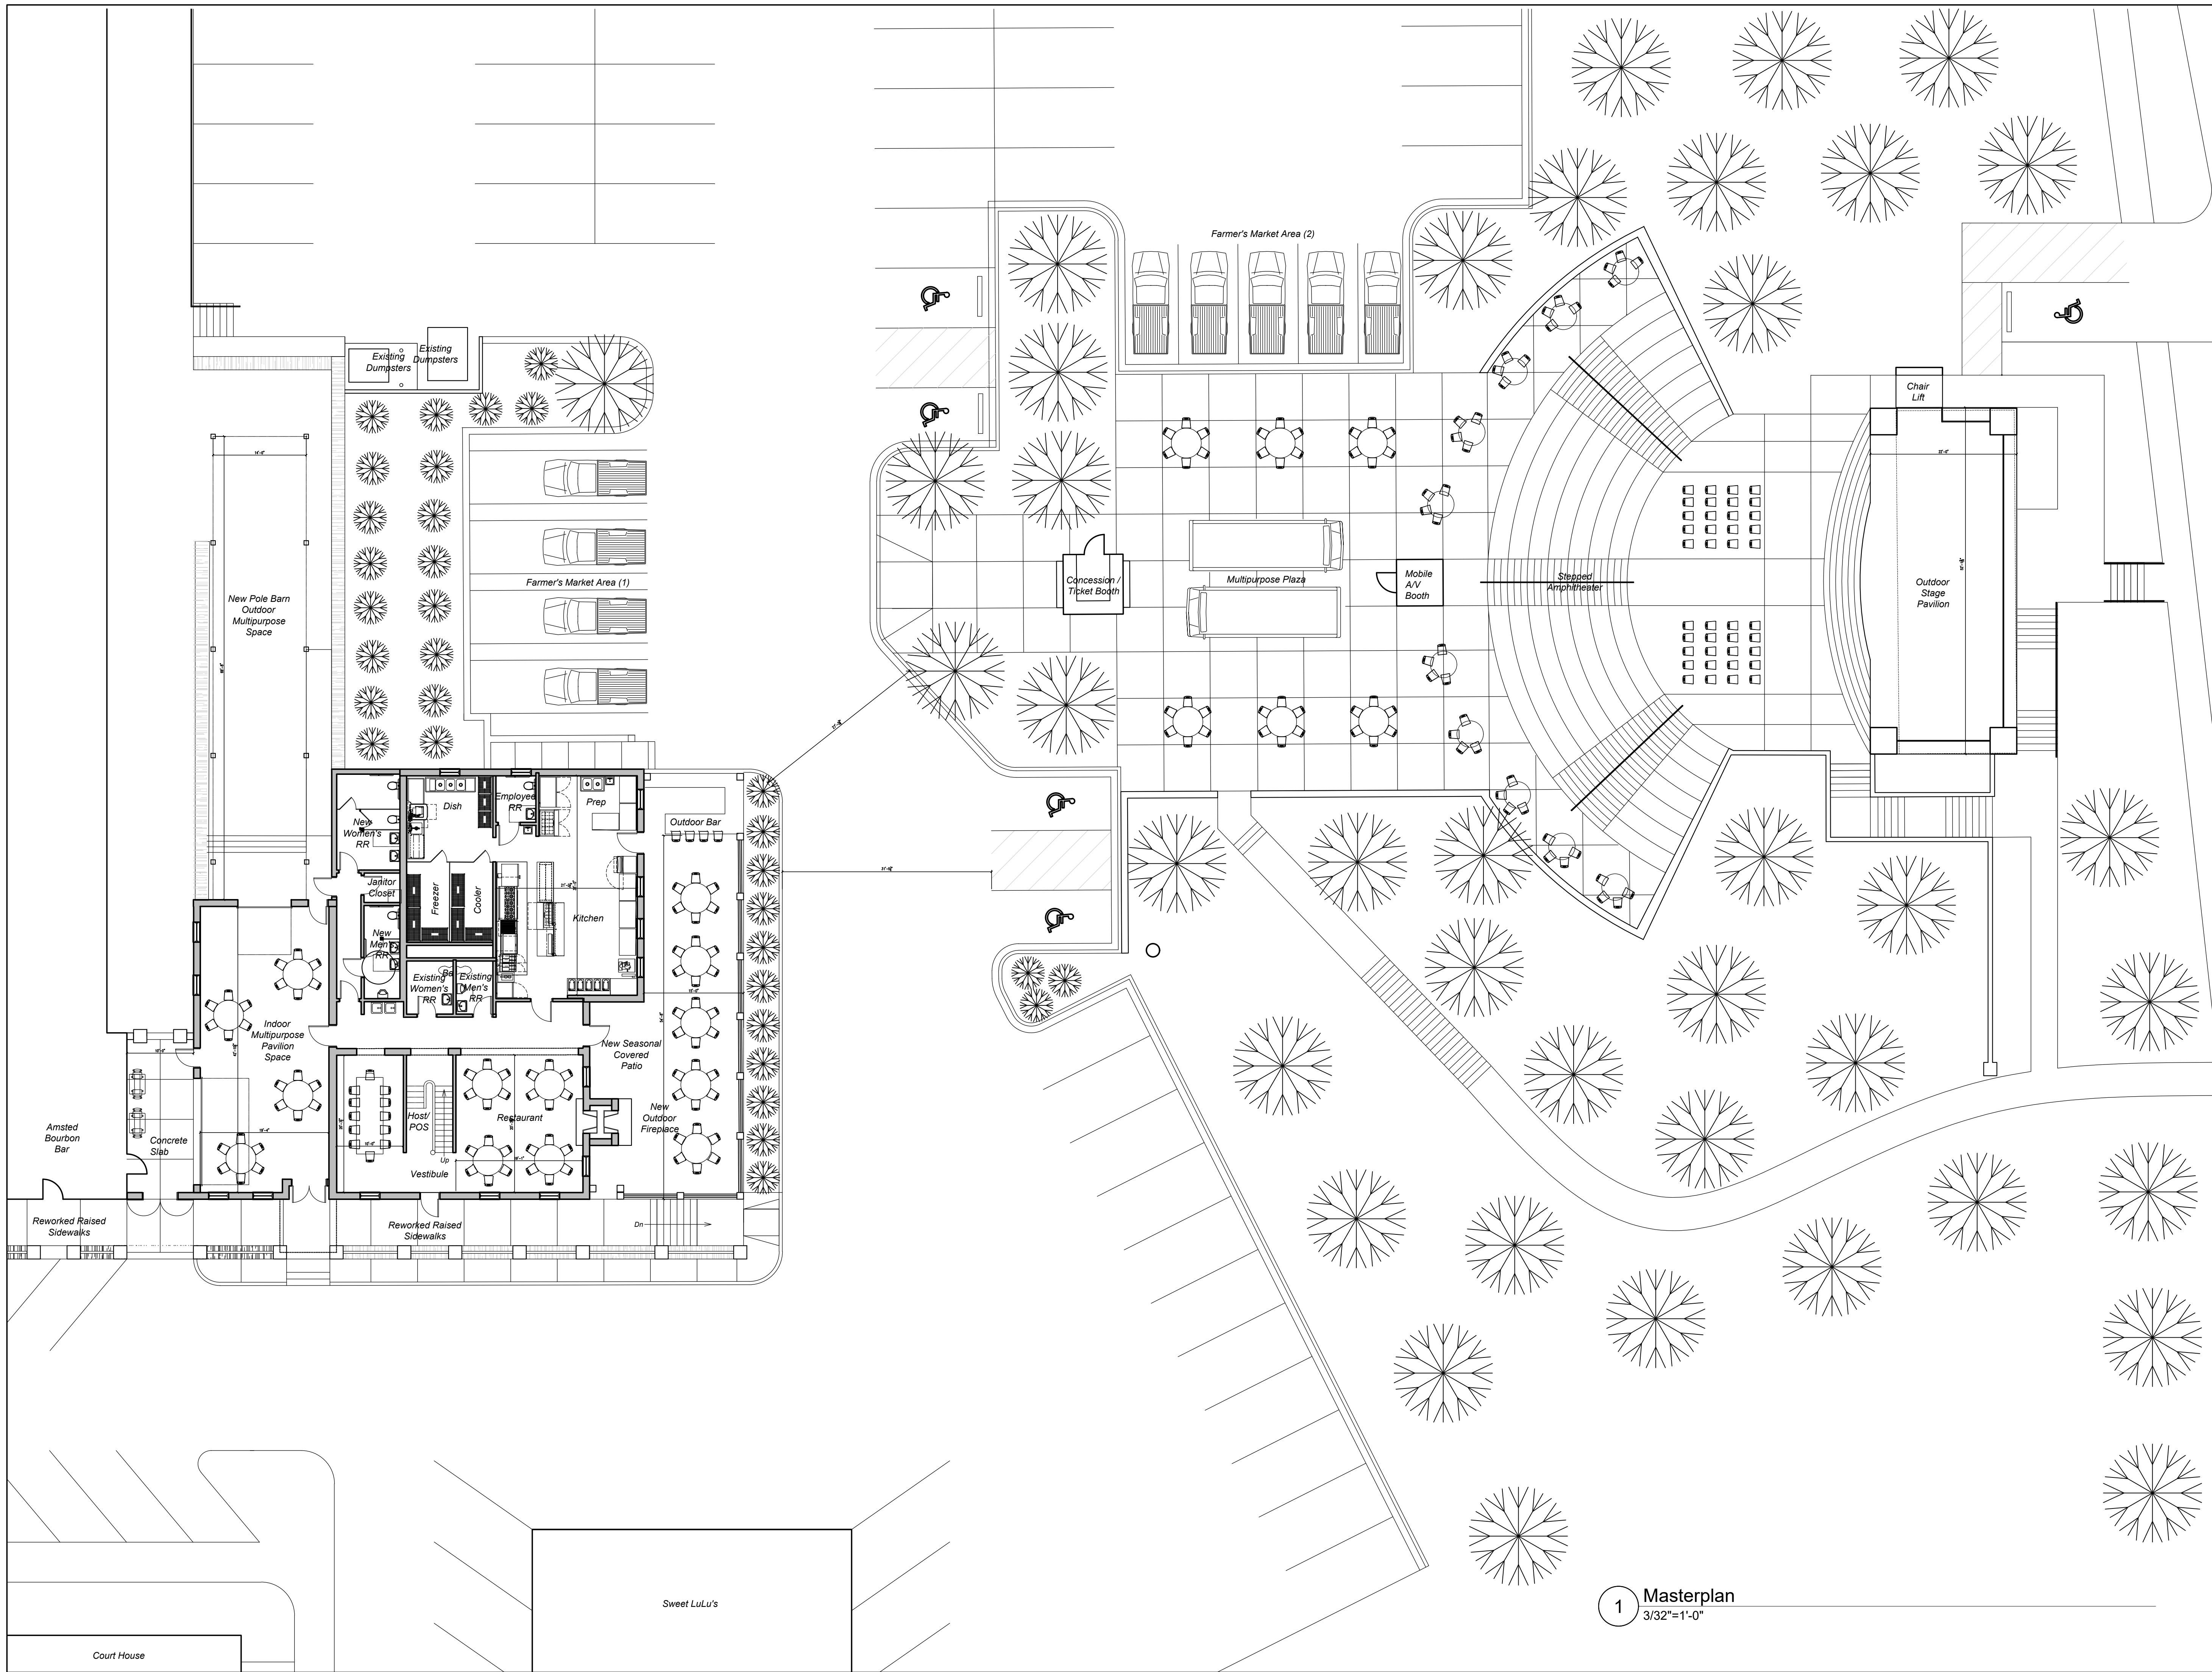 Farmer's Market Area (2)
Existing
Dumpsters
Existing
Dumpsters
Chair
Lift
14'-0"
New Pole Barn
Outdoor
Multipurpose
Space
Farmer's Market Area (1)
Concession /
Ticket Booth
Multipurpose Plaza
Mobile
A/V
Booth
Stepped
Amphitheater
Outdoor
Stage
Pavilion
Dish
Employee
RR
Prep
New
Women's
RR
Outdoor Bar
Janitor
Closet
Freezer
Cooler
Kitchen
New
Men's
RR
Existing
Women's
RR
Existing
Men's
RR
Indoor
Multipurpose
Pavilion
Space
New Seasonal
Covered
Patio
Amsted
Bourbon
Bar
Concrete
Slab
Host/
POS
Restaurant
New
Outdoor
Fireplace
Up
Vestibule
Reworked Raised
Sidewalks
Reworked Raised
Sidewalks
Dn
Sweet LuLu's
Court House
1
Masterplan
3/32"=1'-0"